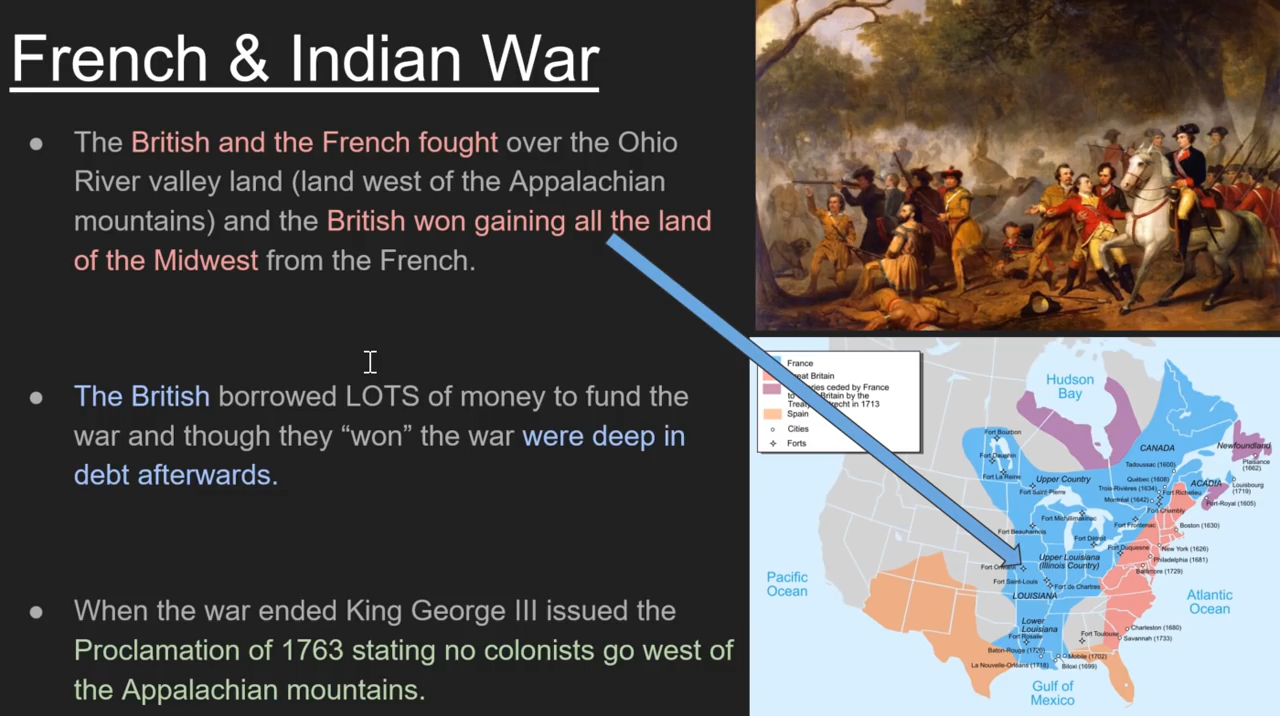 French & Indian War
● The British and the French fought over the Ohio
River valley land (land west of the Appalachian
mountains) and the British won gaining all the land
of the Midwest from the French.
● The British borrowed LOTS of money to fund the
war and though they “won” the war were deep in
debt afterwards.
● When the war ended King George III issued the
Proclamation of stating no colonists go west of
the Appalachian mountains.
France
Britain
ceded by France
Britain by the
in 1713
Spain
Cities
Forts
Hudson
Bay
CANADA
Newfoundland
Plaisance
(1662)
Fort Bourbon
Fort Dauphin
Fort La Reine
Upper Country
Fort Saint-Pierre
Tadoussac (1600)
Québec (1608)
Trois-Rivières (1634)
Fort Richelieu
Montréal (1642)
ACADIA
Louisbourg
(1719)
Port-Royal (1605)
Fort Chambly
Fort Michilimakinac
Fort Frontenac
Boston (1630)
Fort Beauharnois
Fort Détroit
Fort Duquesne
New York (1626)
Philadelphia (1681)
Baltimore (1729)
Upper Louisiana
(Illinois Country)
Fort
Fort Saint-Louis
Fort de Chartres
LOUISIANA
Pacific
Ocean
Atlantic
Ocean
Lower
Louisiana
Fort Rosalie
Fort Toulouse
Charleston (1680)
Savannah (1733)
Baton-Rouge
Mobile (1702)
La Nouvelle-Orléans (1718)
Biloxi (1699)
Gulf of
Mexico